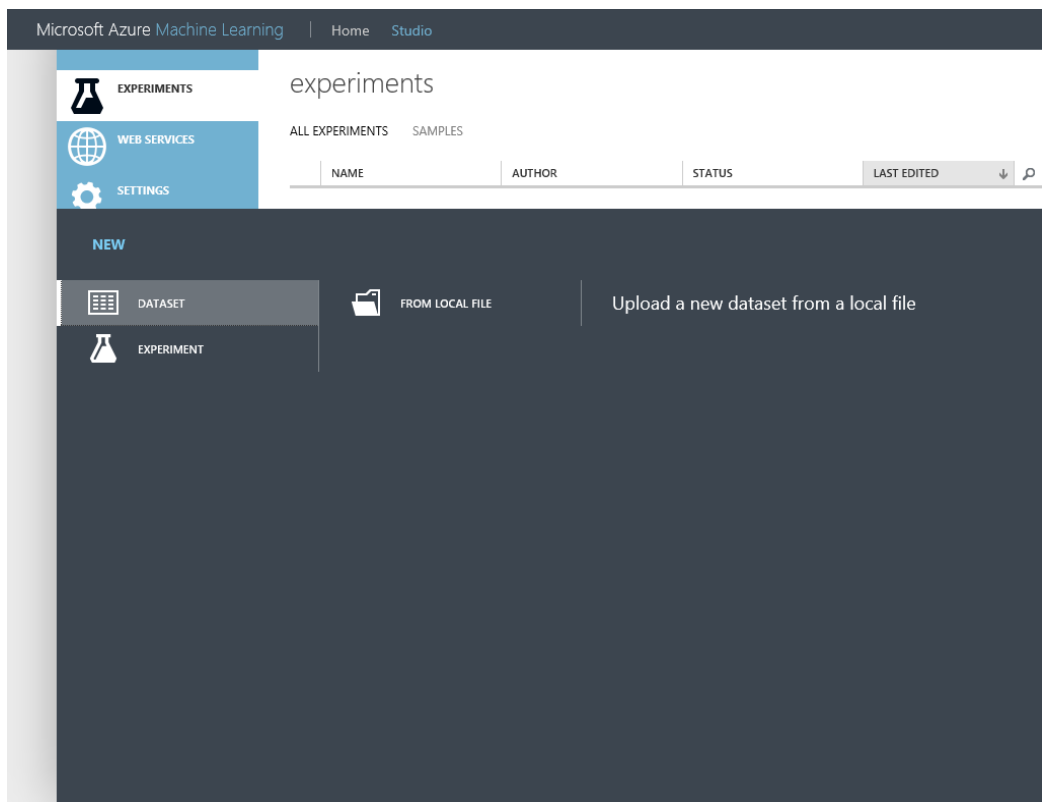 Microsoft Azure Machine Learning | Home Studio
EXPERIMENTS
WEB SERVICES
SETTINGS
experiments
ALL EXPERIMENTS SAMPLES
NAME AUTHOR STATUS LAST EDITED
NEW
DATASET
EXPERIMENT
FROM LOCAL FILE
Upload a new dataset from a local file